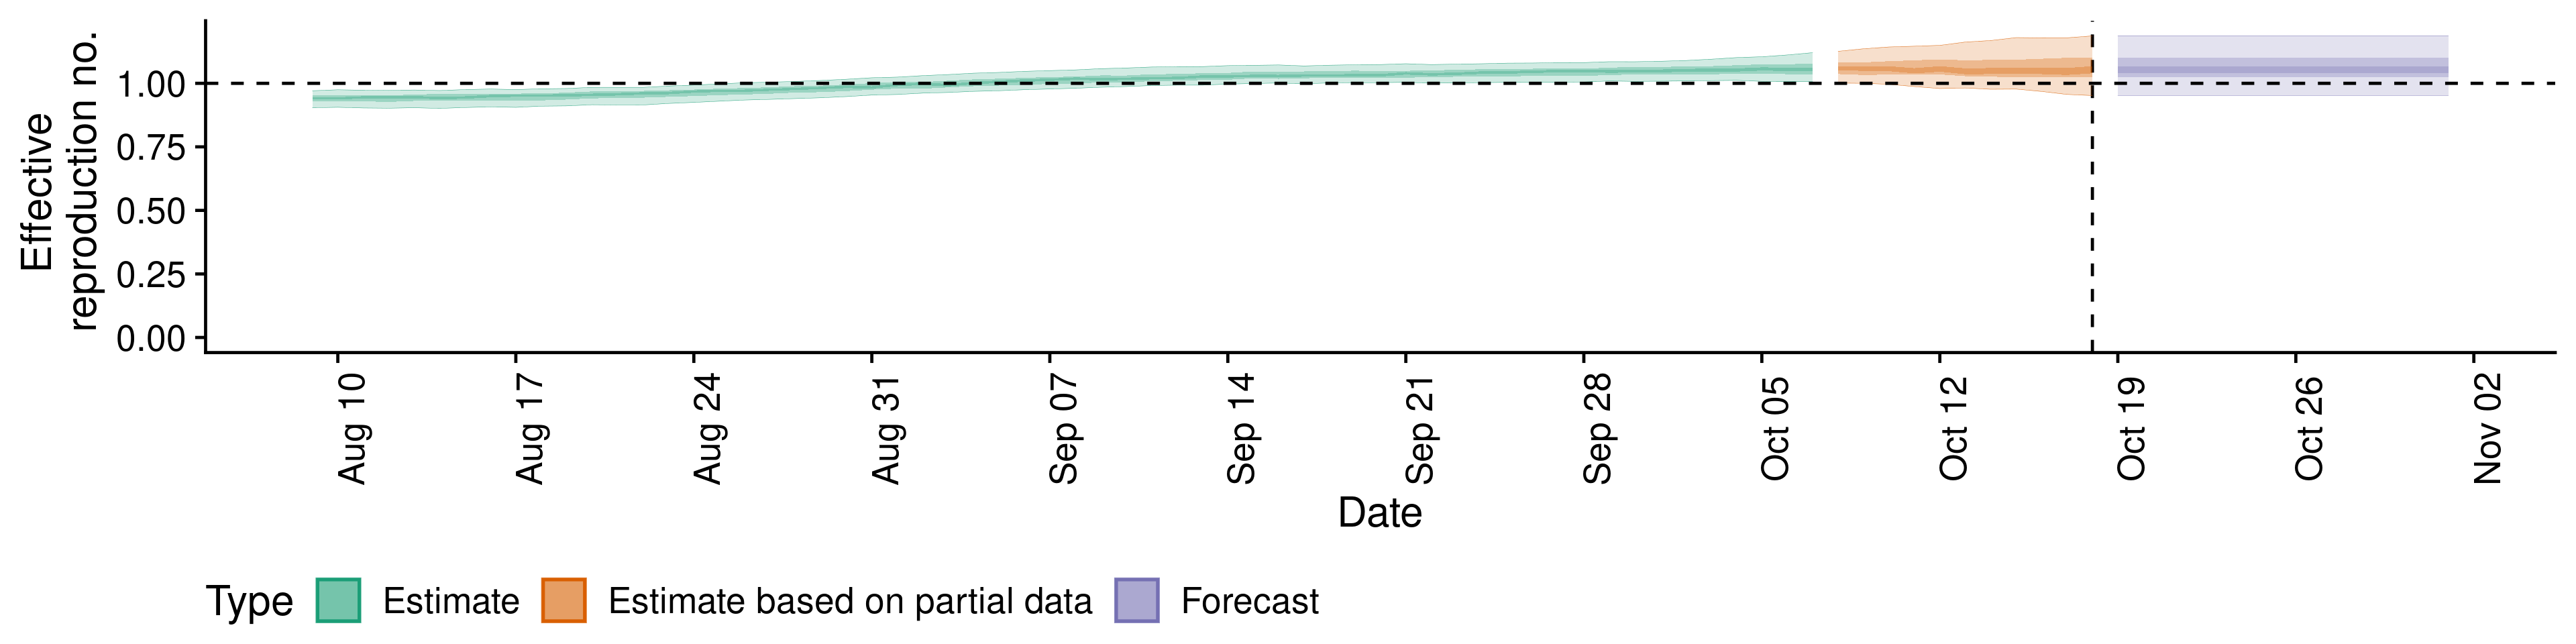 Effective
reproduction no.
1.00
0.75
0.50
0.25
0.00
Aug 10
Aug 17
Aug 24
Aug 31
Sep 07
Sep 14
Sep 21
Sep 28
Oct 05
Oct 12
Oct 19
Oct 26
Nov 02
Date
Type Estimate Estimate based on partial data Forecast